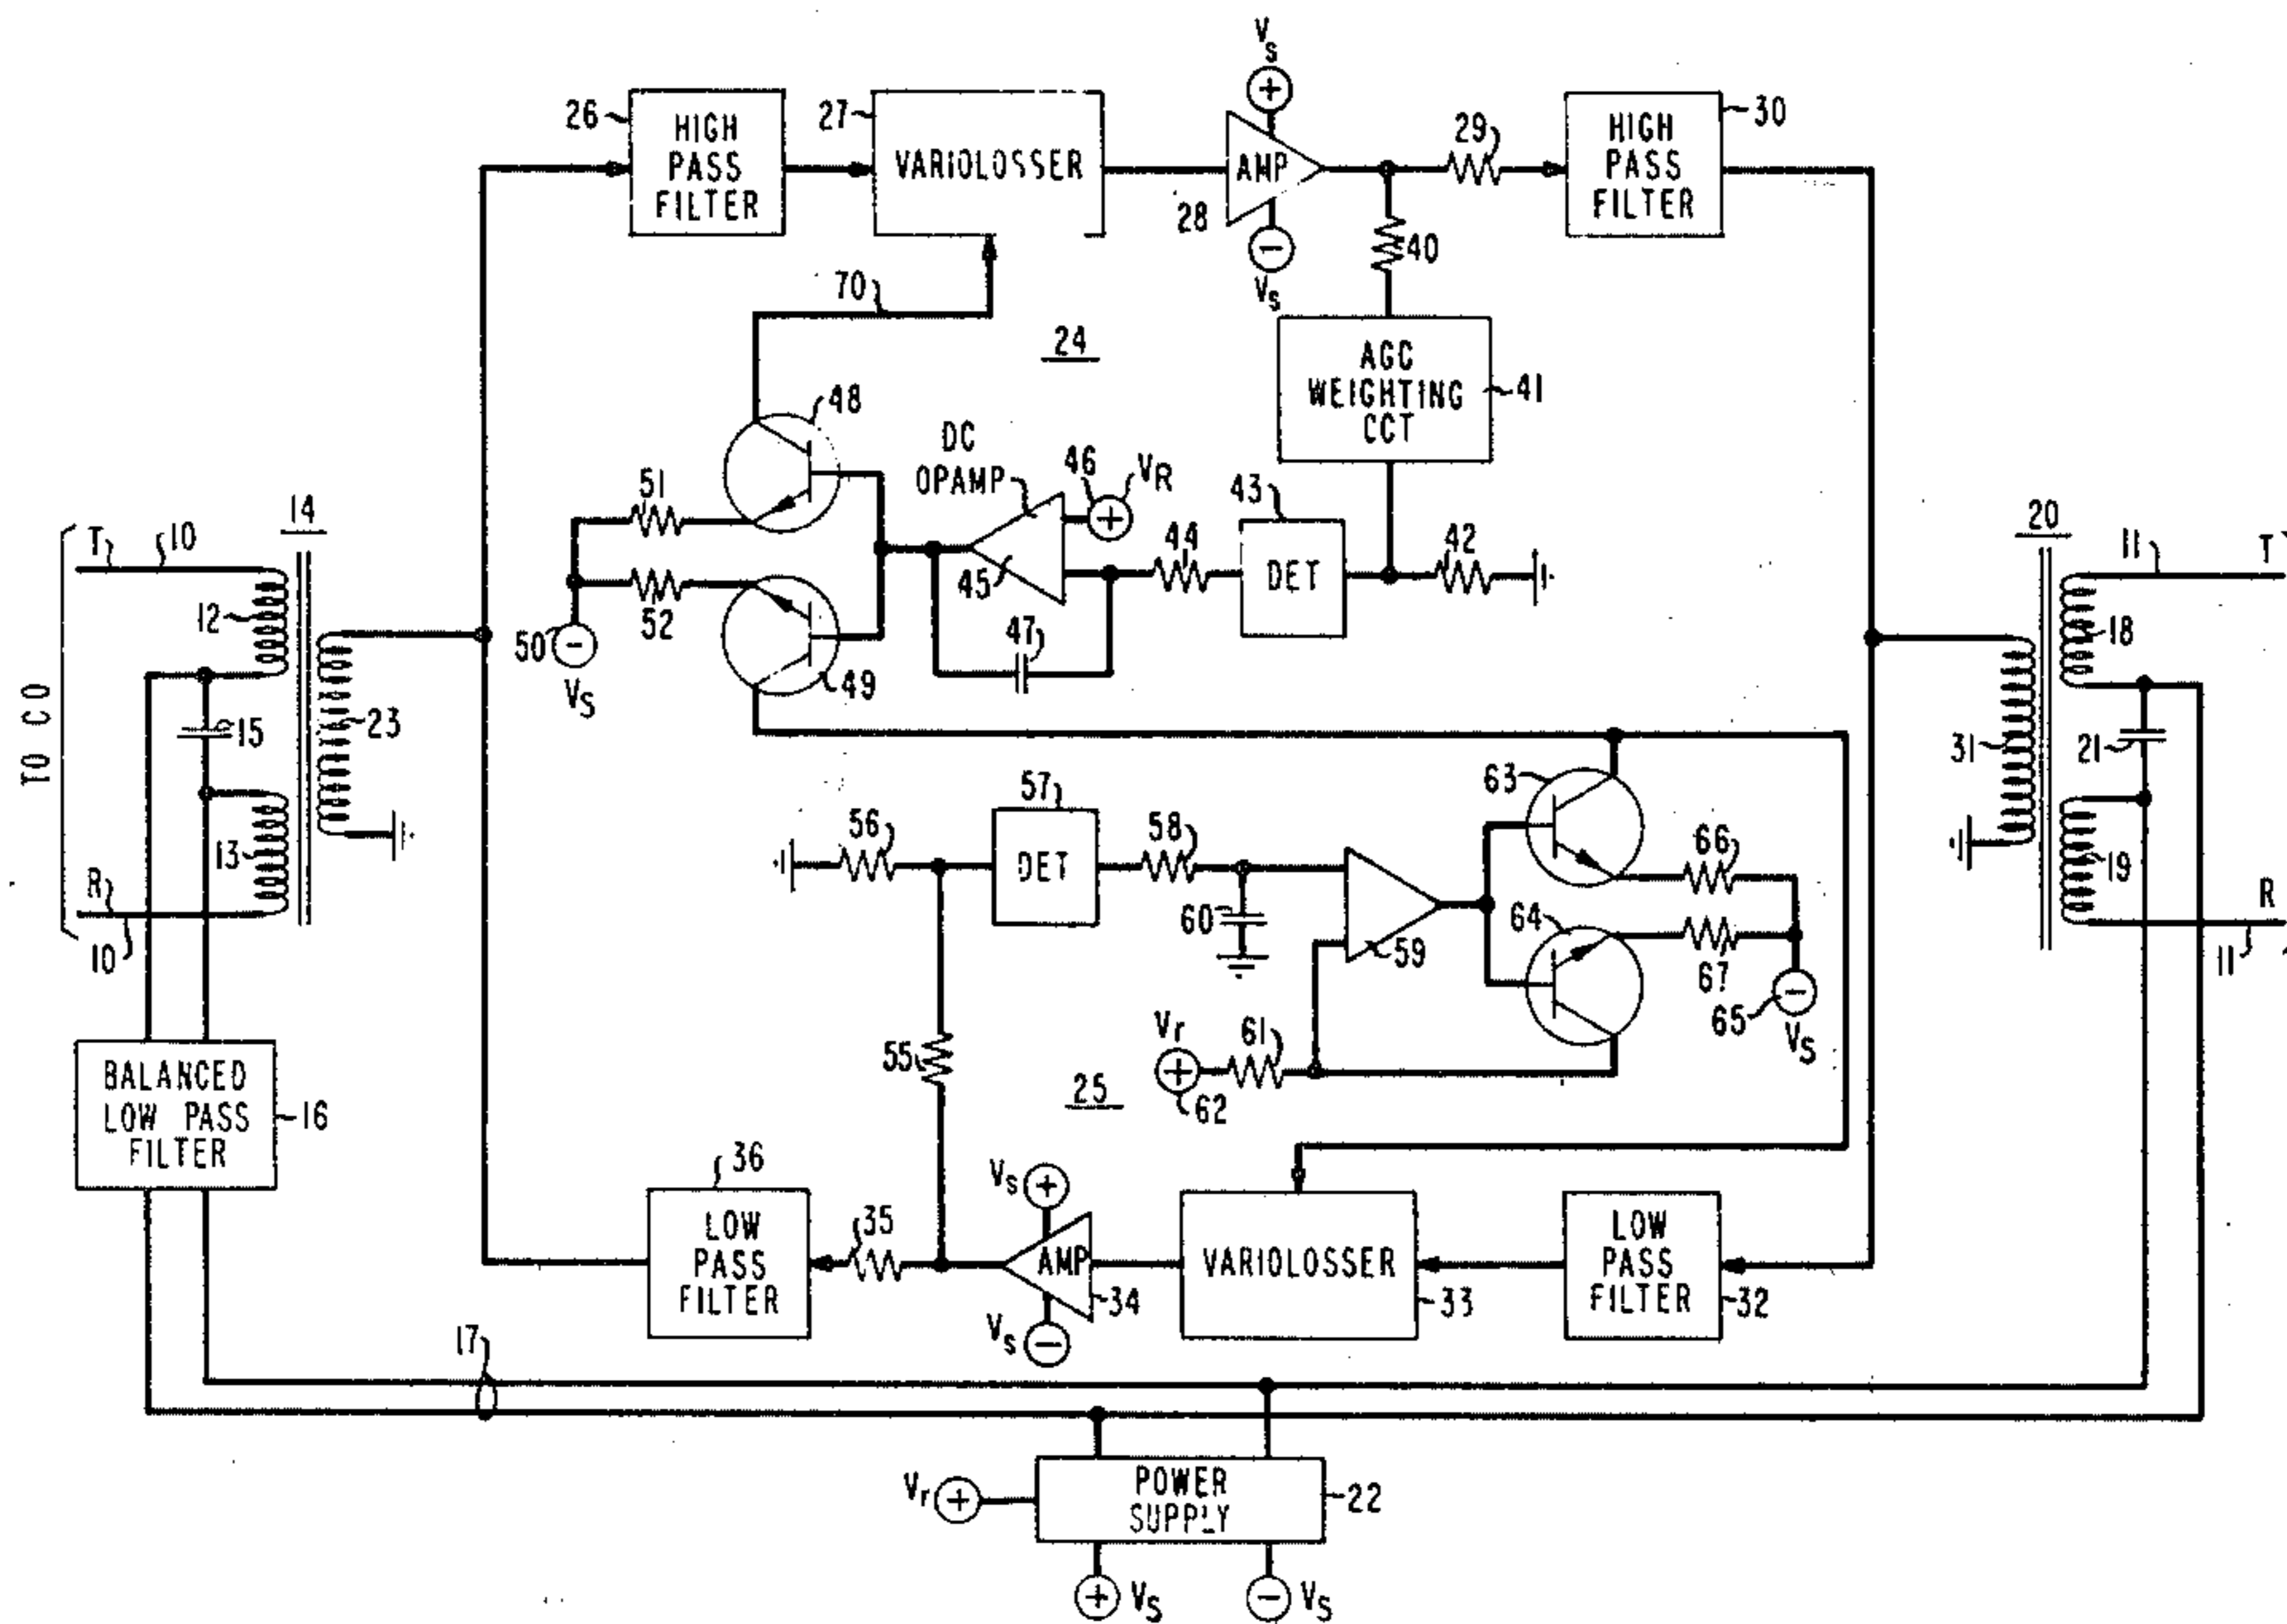 Vs
26
HIGH
PASS
FILTER
27
VARIOLOSSER
AMP
28
Vs
29
40
HIGH
PASS
FILTER
30
70
24
AGC
WEIGHTING
CCT
41
48
DC
OPAMP
46
VR
43
51
14
44
DET
42
20
T
10
45
11
T
12
52
50
47
18
VS
49
TO CO
15
23
31
21
63
57
56
58
66
13
DET
19
R
60
59
64
67
R
10
65
11
Vr
61
VS
55
62
BALANCED
LOW PASS
FILTER
16
25
36
Vs
LOW
PASS
FILTER
35
AMP
34
VARIOLOSSER
33
LOW
PASS
FILTER
32
Vs
17
Vr
POWER
SUPPLY
22
VS
VS